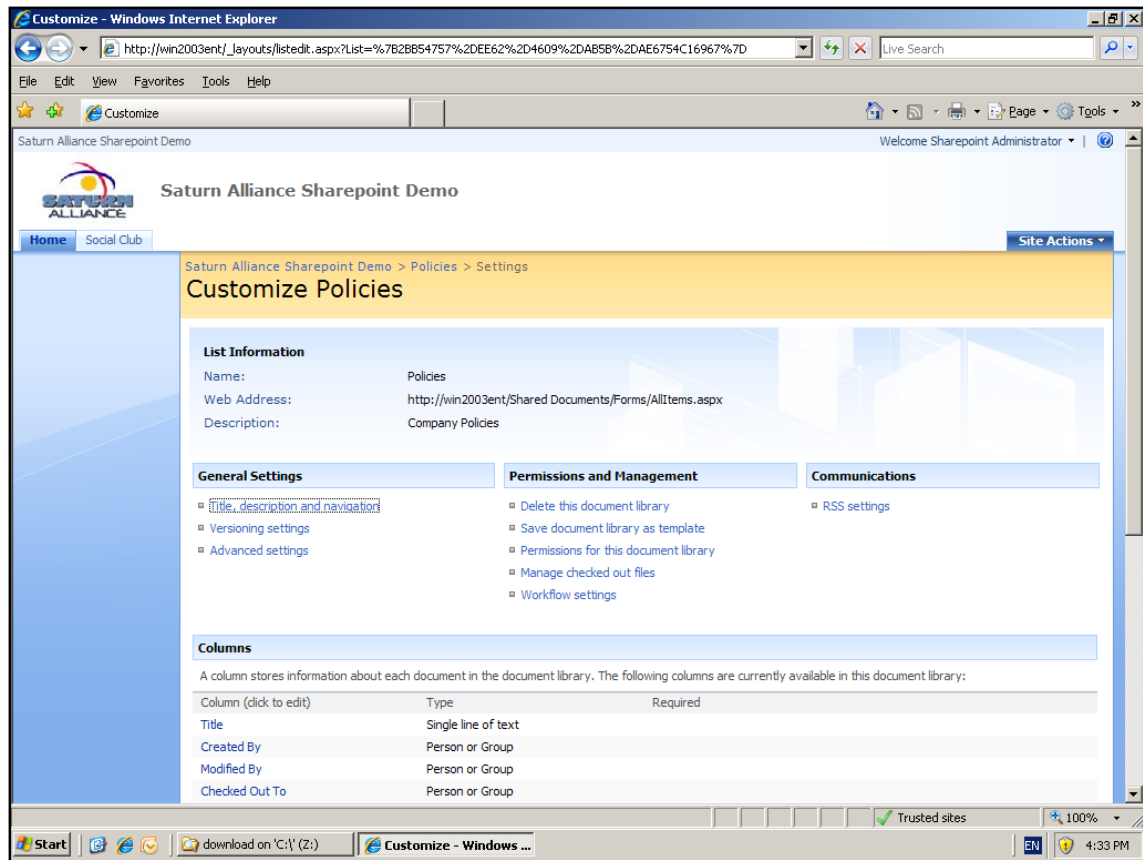 Customize - Windows Internet Explorer
http://win2003ent/_layouts/listedit.aspx?List=%7B2BB54757%2DEE62%2D4609%2DAB5B%2DAE6754C16967%7D
Live Search
File Edit View Favorites Tools Help
Customize
Page Tools »
Saturn Alliance Sharepoint Demo
Welcome Sharepoint Administrator
SATURN
ALLIANCE
Saturn Alliance Sharepoint Demo
Home Social Club
Site Actions
Saturn Alliance Sharepoint Demo > Policies > Settings
Customize Policies
List Information
Name: Policies
Web Address: http://win2003ent/Shared Documents/Forms/AllItems.aspx
Description: Company Policies
General Settings Permissions and Management Communications
Title, description and navigation Delete this document library RSS settings
Versioning settings Save document library as template
Advanced settings Permissions for this document library
Manage checked out files
Workflow settings
Columns
A column stores information about each document in the document library. The following columns are currently available in this document library:
Column (click to edit) Type Required
Title Single line of text
Created By Person or Group
Modified By Person or Group
Checked Out To Person or Group
Trusted sites 100%
Start download on 'C:\' (Z:) Customize - Windows ... EN 4:33 PM